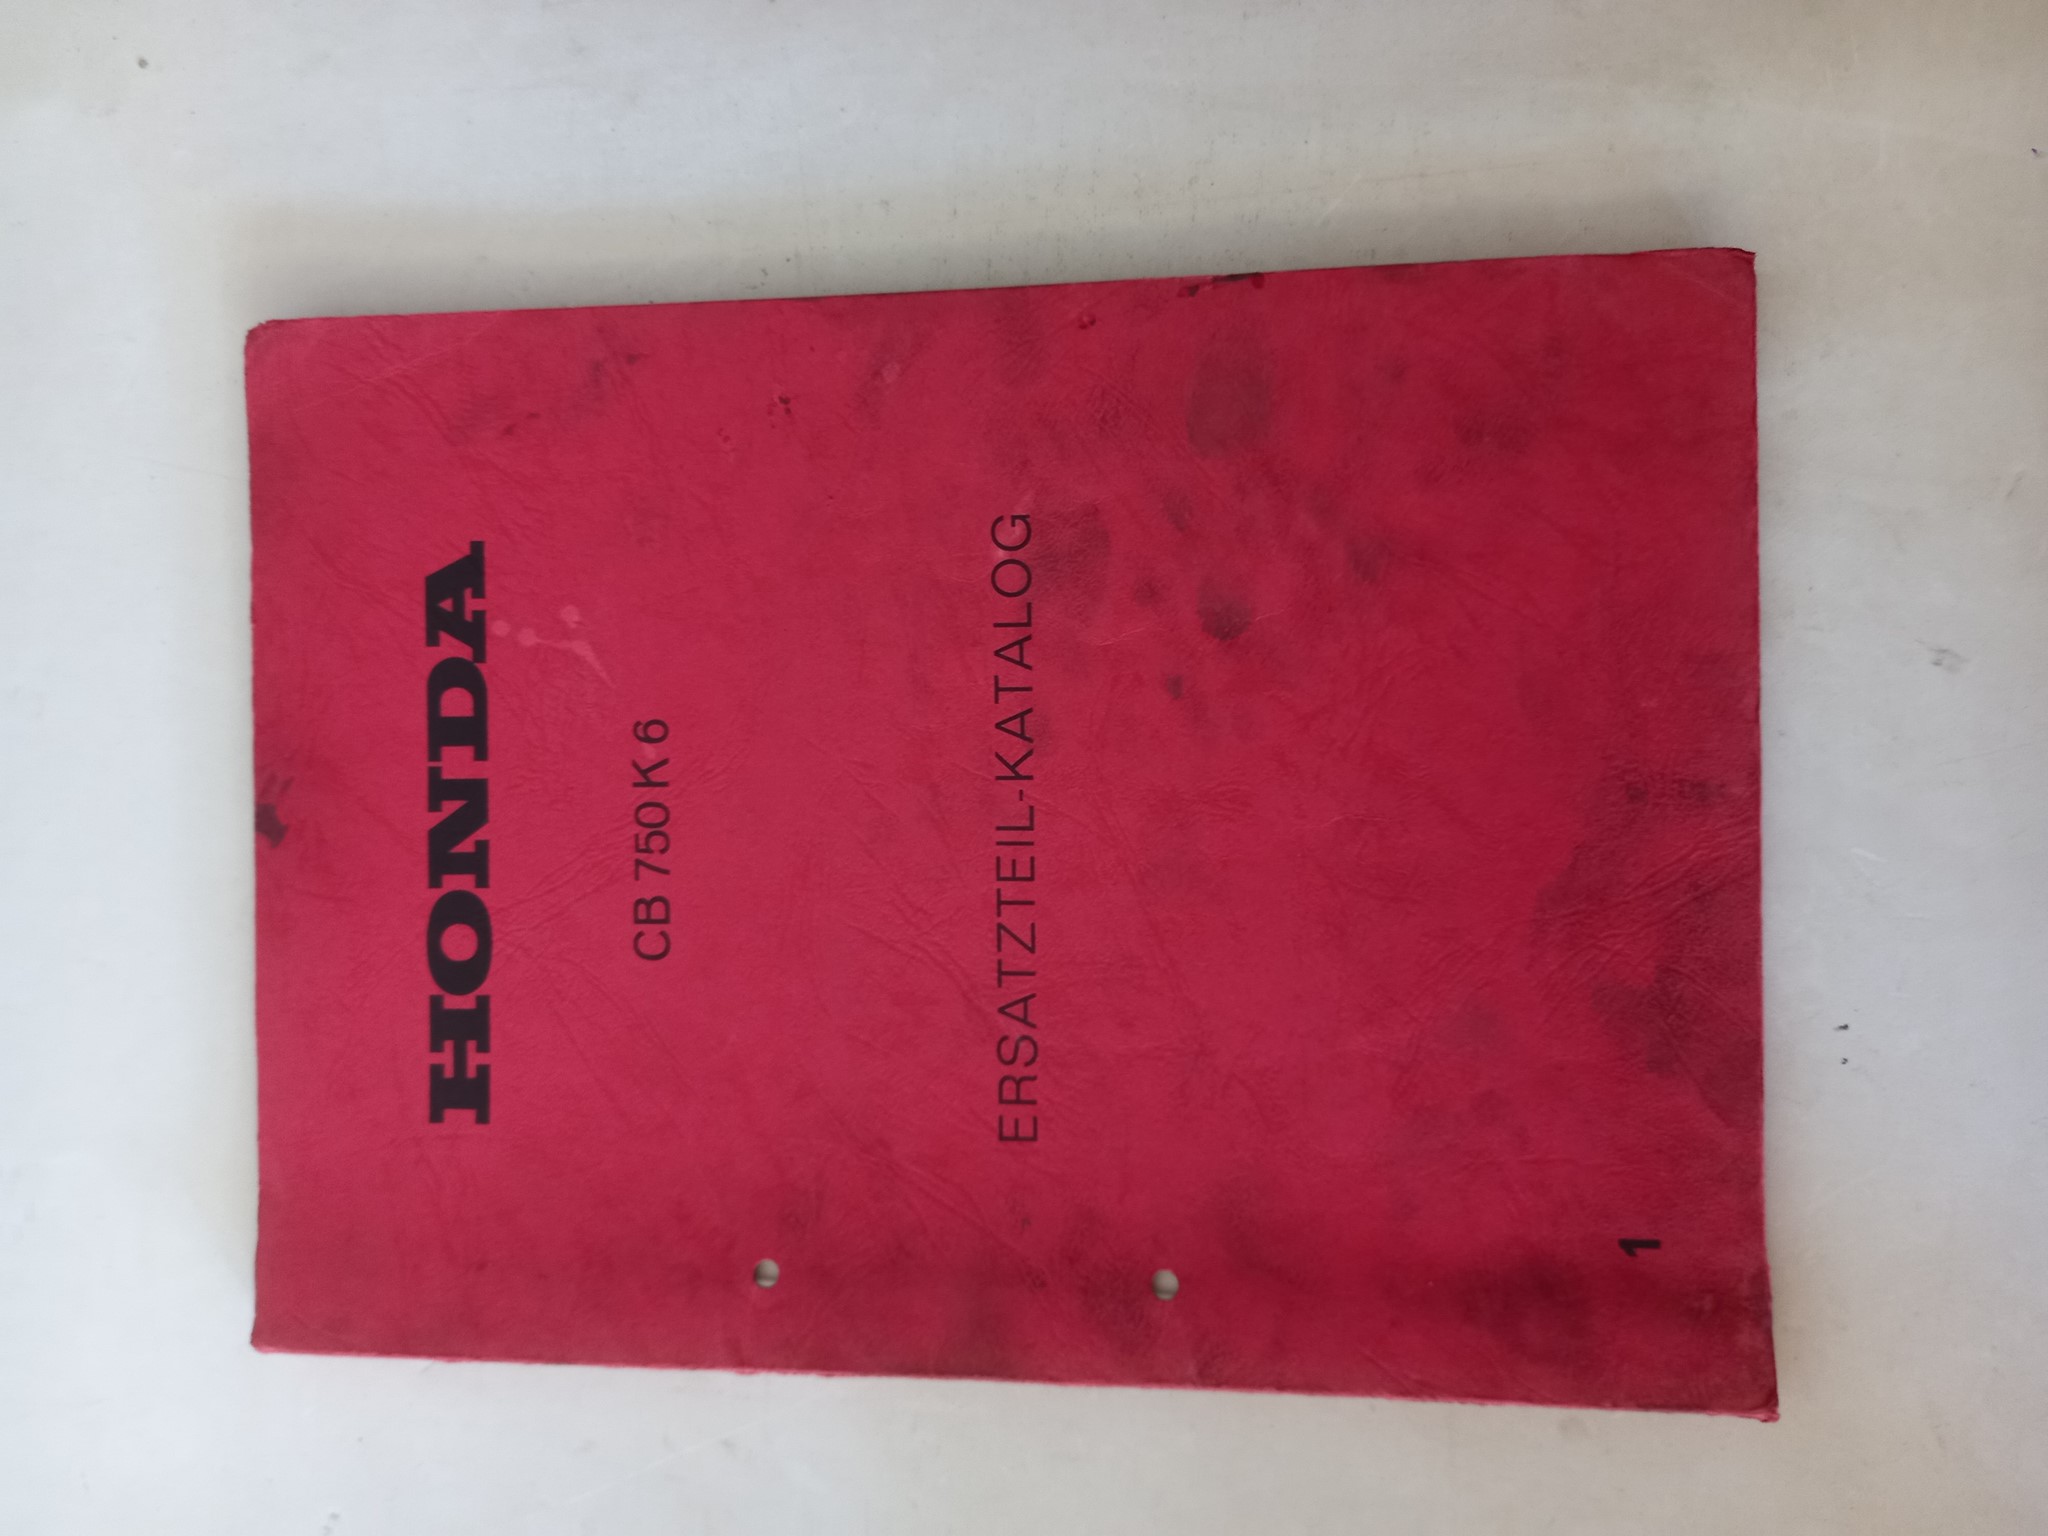 HONDA
CB 750 K 6
ERSATZTEIL-KATALOG
1